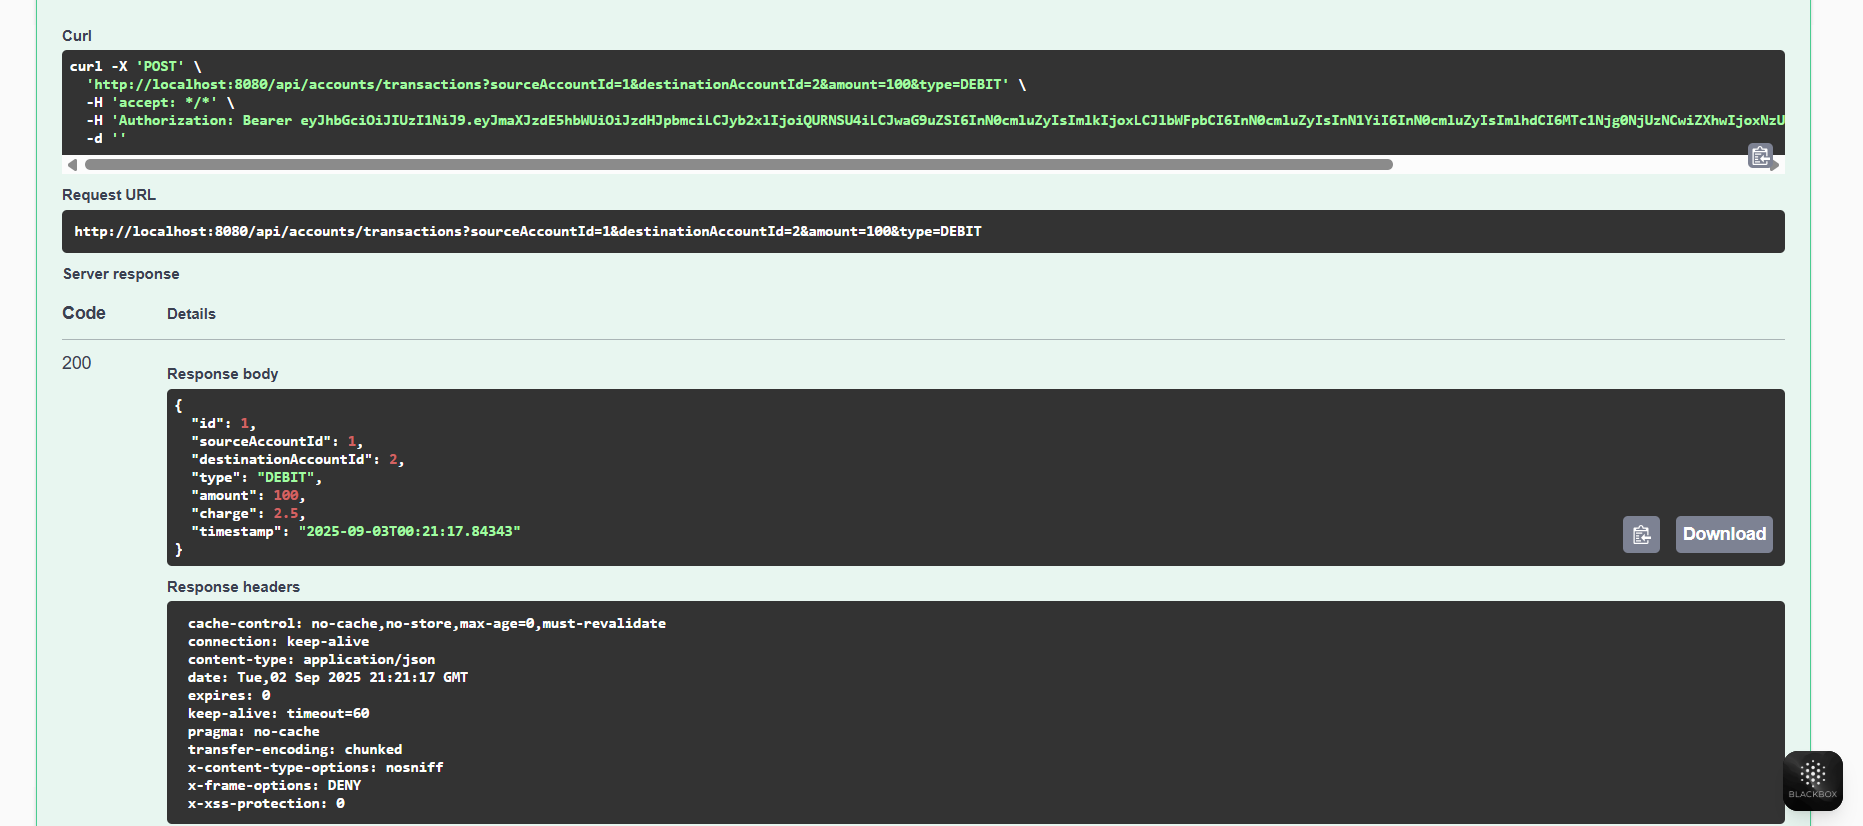 Curl
curl -X 'POST' \
'http://localhost:8080/api/accounts/transactions?sourceAccountId=1&destinationAccountId=2&amount=100&type=DEBIT' \
-H 'accept: */*' \
-H 'Authorization: Bearer eyJhbGciOiJIUzI1NiJ9.eyJmaXJzdE5hbWUiOiJzdHJpbmciLCJyb2xlIjoiQURNSU4iLCJwaG9uZSI6InN0cmluZyIsImlkIjoxLCJlbWFpbCI6InN0cmluZyIsInN1YiI6InN0cmluZyIsImlhdCI6MTc1Njg0NjUzNCwiZXhwIjoxNzU
-d ''
Request URL
http://localhost:8080/api/accounts/transactions?sourceAccountId=1&destinationAccountId=2&amount=100&type=DEBIT
Server response
Code Details
200
Response body
{
"id": 1,
"sourceAccountId": 1,
"destinationAccountId": 2,
"type": "DEBIT",
"amount": 100,
"charge": 2.5,
"timestamp": "2025-09-03T00:21:17.84343"
}
Download
Response headers
cache-control: no-cache,no-store,max-age=0,must-revalidate
connection: keep-alive
content-type: application/json
date: Tue,02 Sep 2025 21:21:17 GMT
expires: 0
keep-alive: timeout=60
pragma: no-cache
transfer-encoding: chunked
x-content-type-options: nosniff
x-frame-options: DENY
x-xss-protection: 0
BLACKBOX